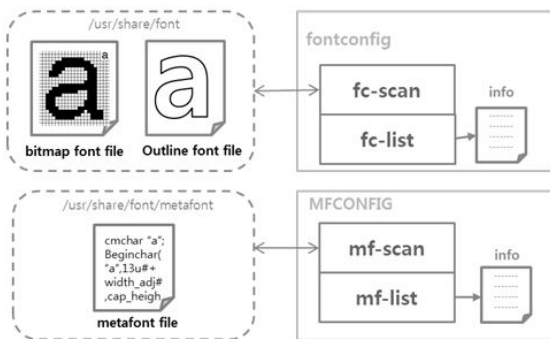 /usr/share/font
a
a
a
bitmap font file
Outline font file
fontconfig
fc-scan
fc-list
info
/usr/share/font/metafont
cmchar "a";
Beginchar(
"a",13u#+
width_adj#
,cap_heigh
metafont file
MFCONFIG
mf-scan
mf-list
info